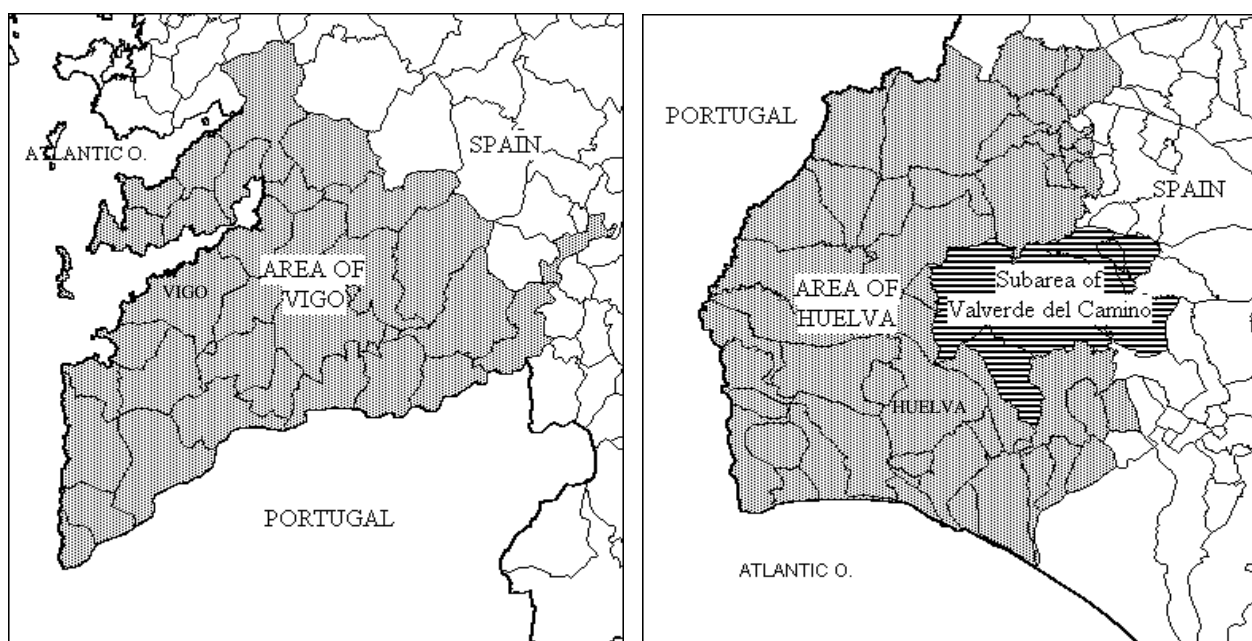 ATLANTIC O.
SPAIN
VIGO
AREA OF
VIGO
PORTUGAL
PORTUGAL
SPAIN
AREA OF
HUELVA
Subarea of
Valverde del Camino
HUELVA
ATLANTIC O.